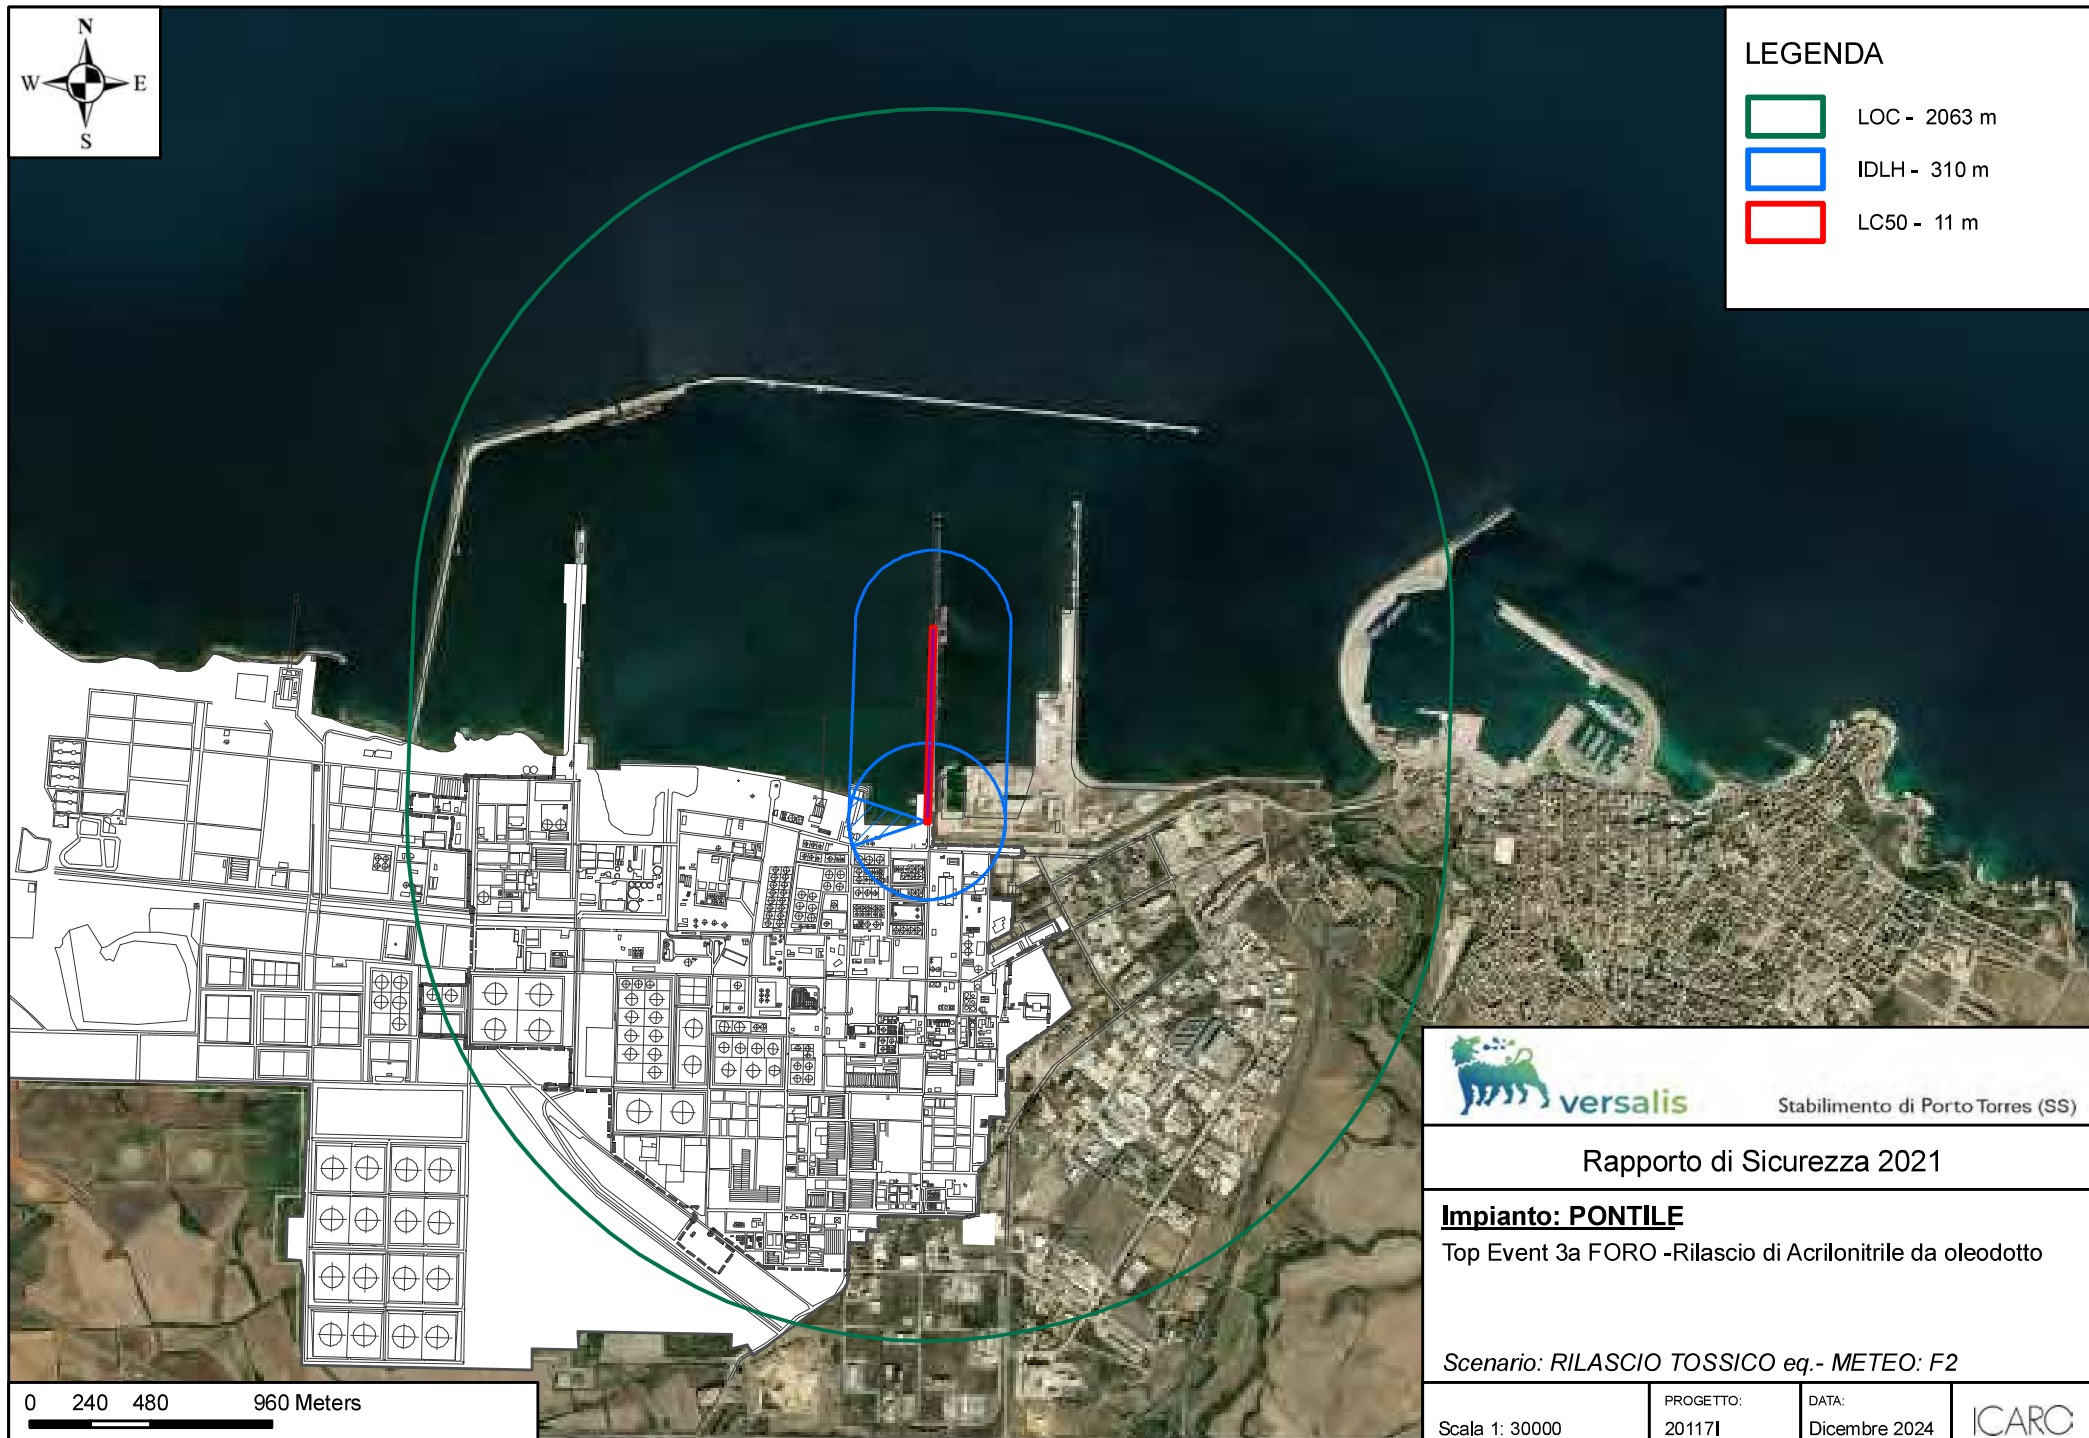 N
W E
S
LEGENDA
LOC - 2063 m
IDLH - 310 m
LC50 - 11 m
versalis
Stabilimento di Porto Torres (SS)
Rapporto di Sicurezza 2021
Impianto: PONTILE
Top Event 3a FORO -Rilascio di Acrilonitrile da oleodotto
Scenario: RILASCIO TOSSICO eq.- METEO: F2
0 240 480 960 Meters
Scala 1: 30000
PROGETTO:
20117I
DATA:
Dicembre 2024
ICARO